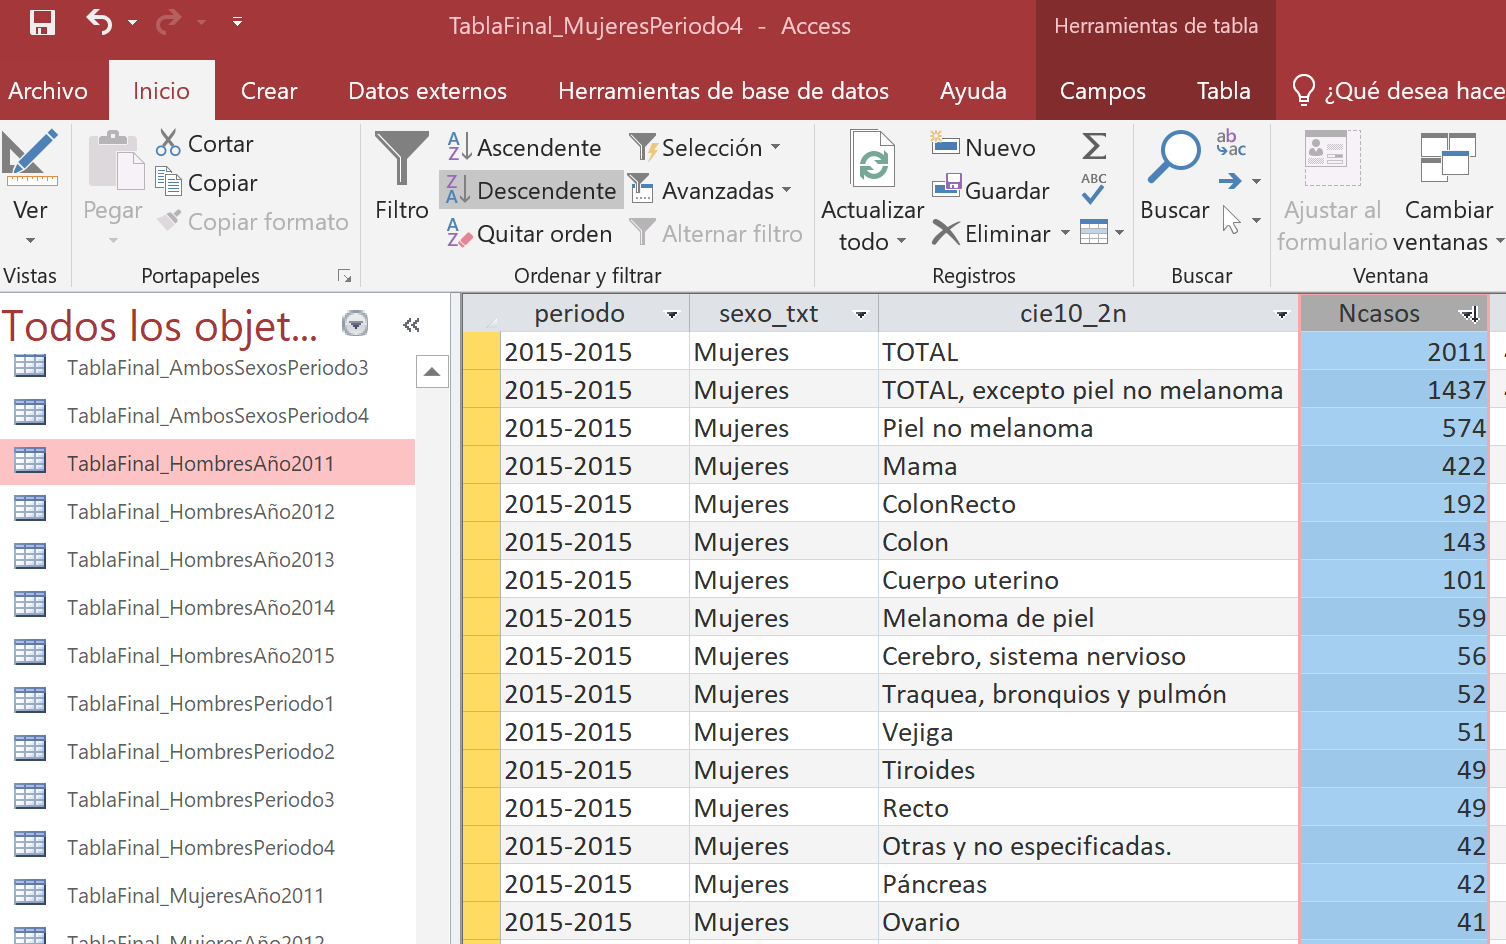 TablaFinal_MujeresPeriodo4 - Access
Herramientas de tabla
Archivo Inicio Crear Datos externos Herramientas de base de datos Ayuda Campos Tabla ¿Qué desea hace
Ver
Vistas
Pegar
Cortar
Copiar
Copiar formato
Portapapeles
Filtro
Ascendente
Descendente
Quitar orden
Selección
Avanzadas
Alternar filtro
Ordenar y filtrar
Actualizar
todo
Nuevo
Guardar
Eliminar
ABC
Registros
Buscar
ab
ac
Buscar
Ajustar al
formulario
Cambiar
ventanas
Ventana
Todos los objet...
TablaFinal_AmbosSexosPeriodo3
TablaFinal_AmbosSexosPeriodo4
TablaFinal_HombresAño2011
TablaFinal_HombresAño2012
TablaFinal_HombresAño2013
TablaFinal_HombresAño2014
TablaFinal_HombresAño2015
TablaFinal_HombresPeriodo1
TablaFinal_HombresPeriodo2
TablaFinal_HombresPeriodo3
TablaFinal_HombresPeriodo4
TablaFinal_MujeresAño2011
TablaFinal_MujeresAño2012
periodo sexo_txt cie10_2n Ncasos
2015-2015 Mujeres TOTAL 2011
2015-2015 Mujeres TOTAL, excepto piel no melanoma 1437
2015-2015 Mujeres Piel no melanoma 574
2015-2015 Mujeres Mama 422
2015-2015 Mujeres ColonRecto 192
2015-2015 Mujeres Colon 143
2015-2015 Mujeres Cuerpo uterino 101
2015-2015 Mujeres Melanoma de piel 59
2015-2015 Mujeres Cerebro, sistema nervioso 56
2015-2015 Mujeres Traquea, bronquios y pulmón 52
2015-2015 Mujeres Vejiga 51
2015-2015 Mujeres Tiroides 49
2015-2015 Mujeres Recto 49
2015-2015 Mujeres Otras y no especificadas. 42
2015-2015 Mujeres Páncreas 42
2015-2015 Mujeres Ovario 41